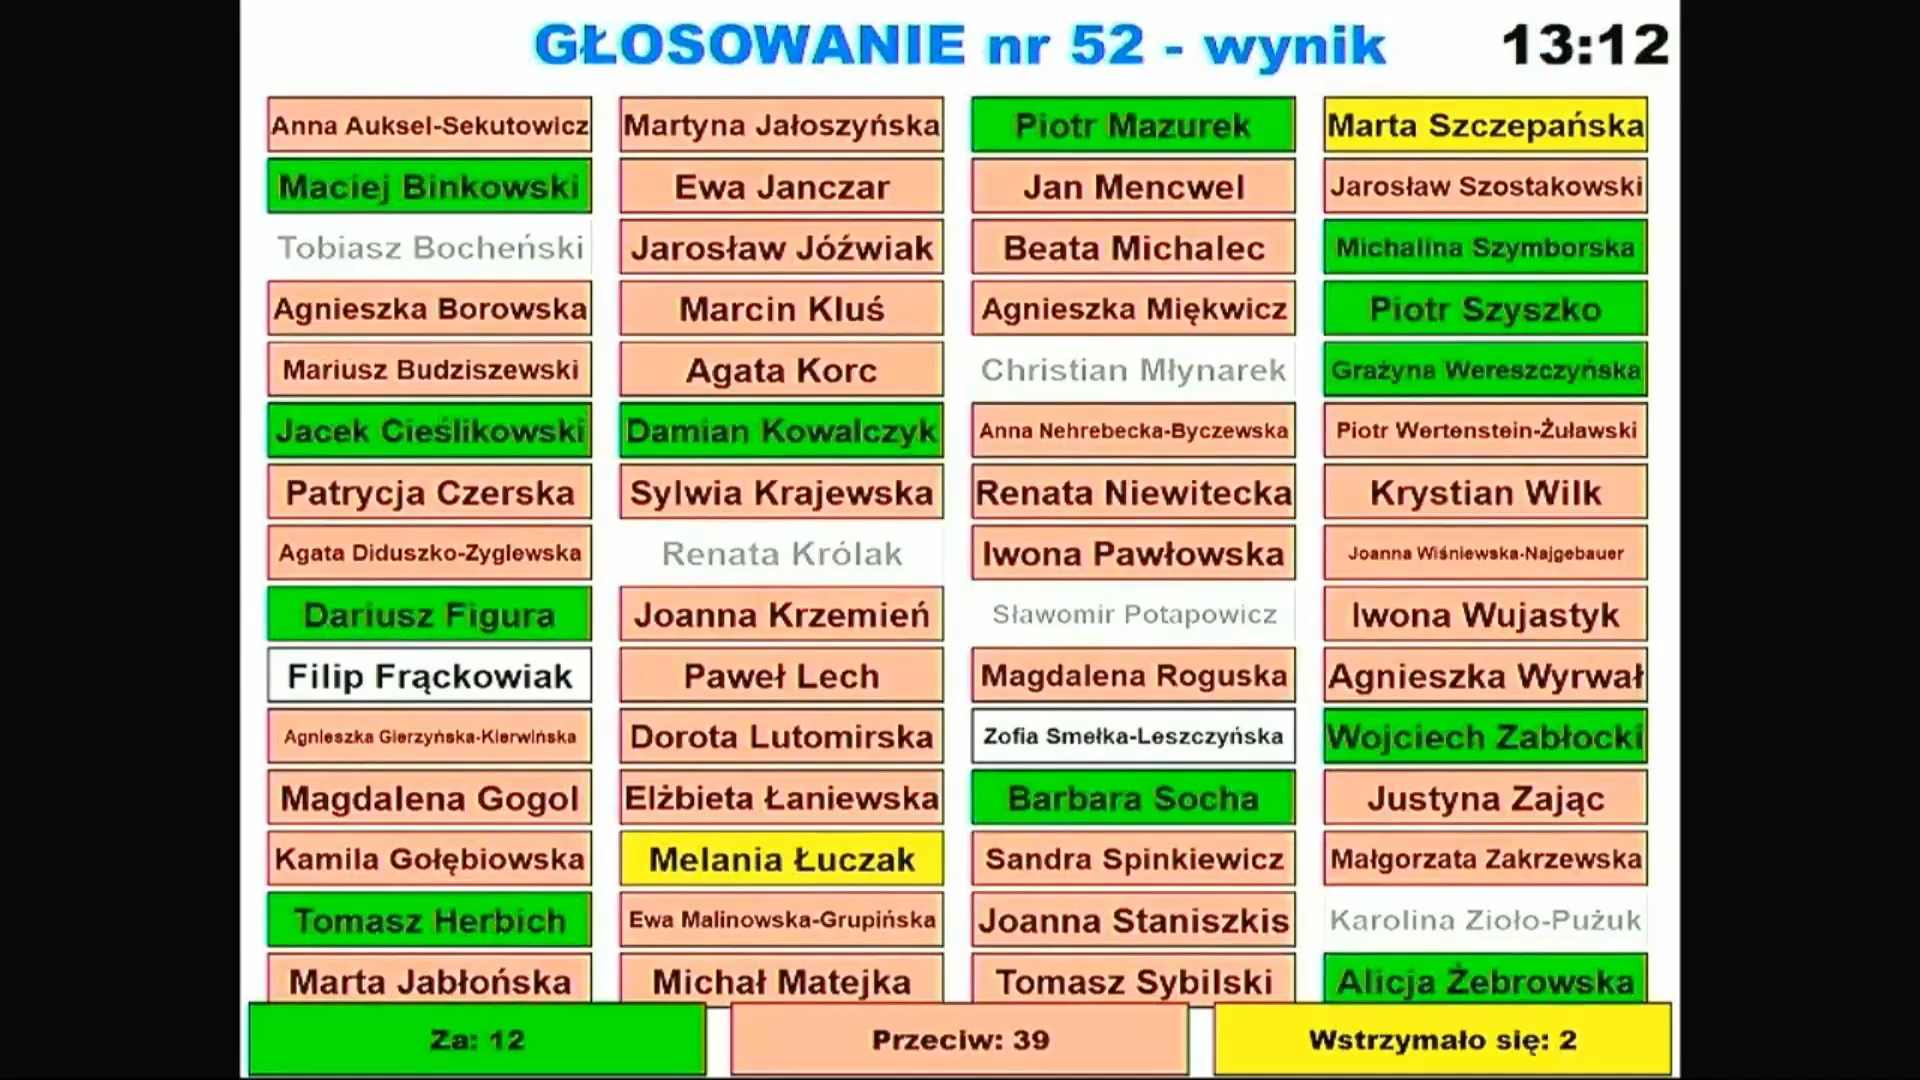 GŁOSOWANIE nr 52 - wynik 13:12
Anna Auksel-Sekutowicz Martyna Jałoszyńska Piotr Mazurek Marta Szczepańska
Maciej Binkowski Ewa Janczar Jan Mencwel Jarosław Szostakowski
Tobiasz Bocheński Jarosław Jóźwiak Beata Michalec Michalina Szymborska
Agnieszka Borowska Marcin Kluś Agnieszka Miękwicz Piotr Szyszko
Mariusz Budziszewski Agata Korc Christian Młynarek Grażyna Wereszczyńska
Jacek Cieślikowski Damian Kowalczyk Anna Nehrebecka-Byczewska Piotr Wertenstein-Żuławski
Patrycja Czerska Sylwia Krajewska Renata Niewitecka Krystian Wilk
Agata Diduszko-Zyglewska Renata Królak Iwona Pawłowska Joanna Wiśniewska-Najgebauer
Dariusz Figura Joanna Krzemień Sławomir Potapowicz Iwona Wujastyk
Filip Frąckowiak Paweł Lech Magdalena Roguska Agnieszka Wyrwał
Agnieszka Gierzyńska-Kierwińska Dorota Lutomirska Zofia Smełka-Leszczyńska Wojciech Zabłocki
Magdalena Gogol Elżbieta Łaniewska Barbara Socha Justyna Zając
Kamila Gołębiowska Melania Łuczak Sandra Spinkiewicz Małgorzata Zakrzewska
Tomasz Herbich Ewa Malinowska-Grupińska Joanna Staniszkis Karolina Zioło-Pużuk
Marta Jabłońska Michał Matejka Tomasz Sybilski Alicja Żebrowska
Za: 12 Przeciw: 39 Wstrzymało się: 2